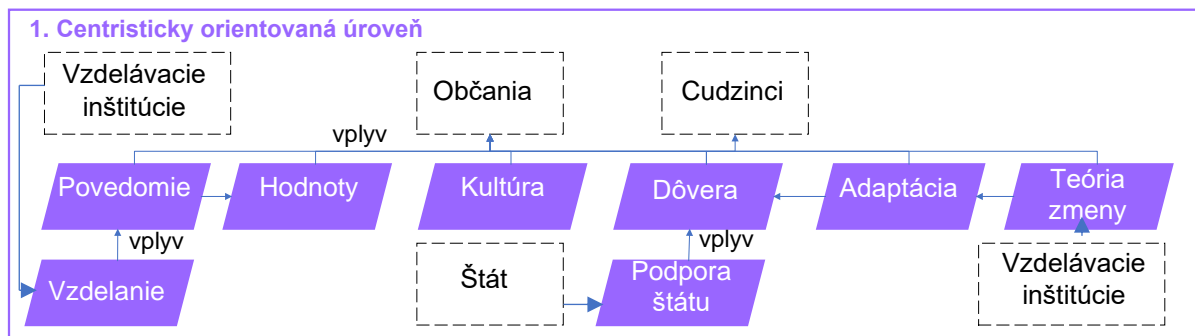 1. Centristicky orientovaná úroveň
Vzdelávacie
inštitúcie
Občania
Cudzinci
vplyv
Povedomie
Hodnoty
Kultúra
Dôvera
Adaptácia
Teória
zmeny
vplyv
vplyv
Vzdelanie
Štát
Podpora
štátu
Vzdelávacie
inštitúcie